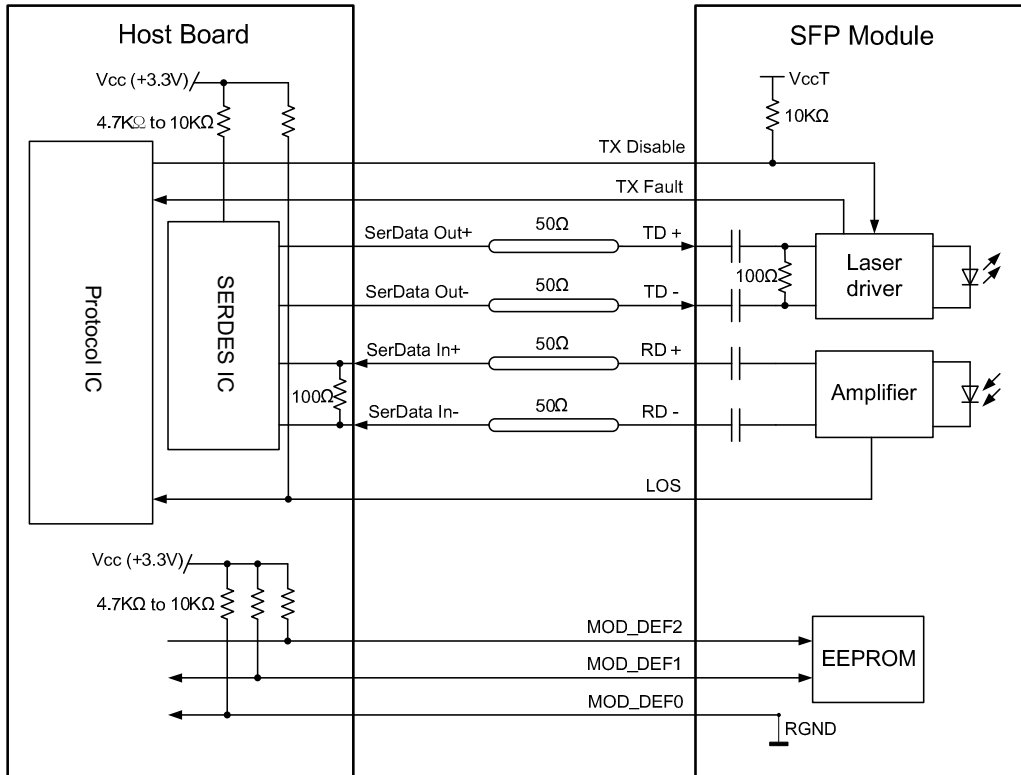 Host Board
SFP Module
Vcc (+3.3V)
VccT
4.7KΩ to 10KΩ
10KΩ
TX Disable
TX Fault
SerData Out+
50Ω
TD +
SerData Out-
50Ω
TD -
100Ω
Laser
driver
Protocol IC
SERDES IC
SerData In+
50Ω
RD +
100Ω
SerData In-
50Ω
RD -
Amplifier
LOS
Vcc (+3.3V)
4.7KΩ to 10KΩ
MOD_DEF2
MOD_DEF1
MOD_DEF0
EEPROM
RGND